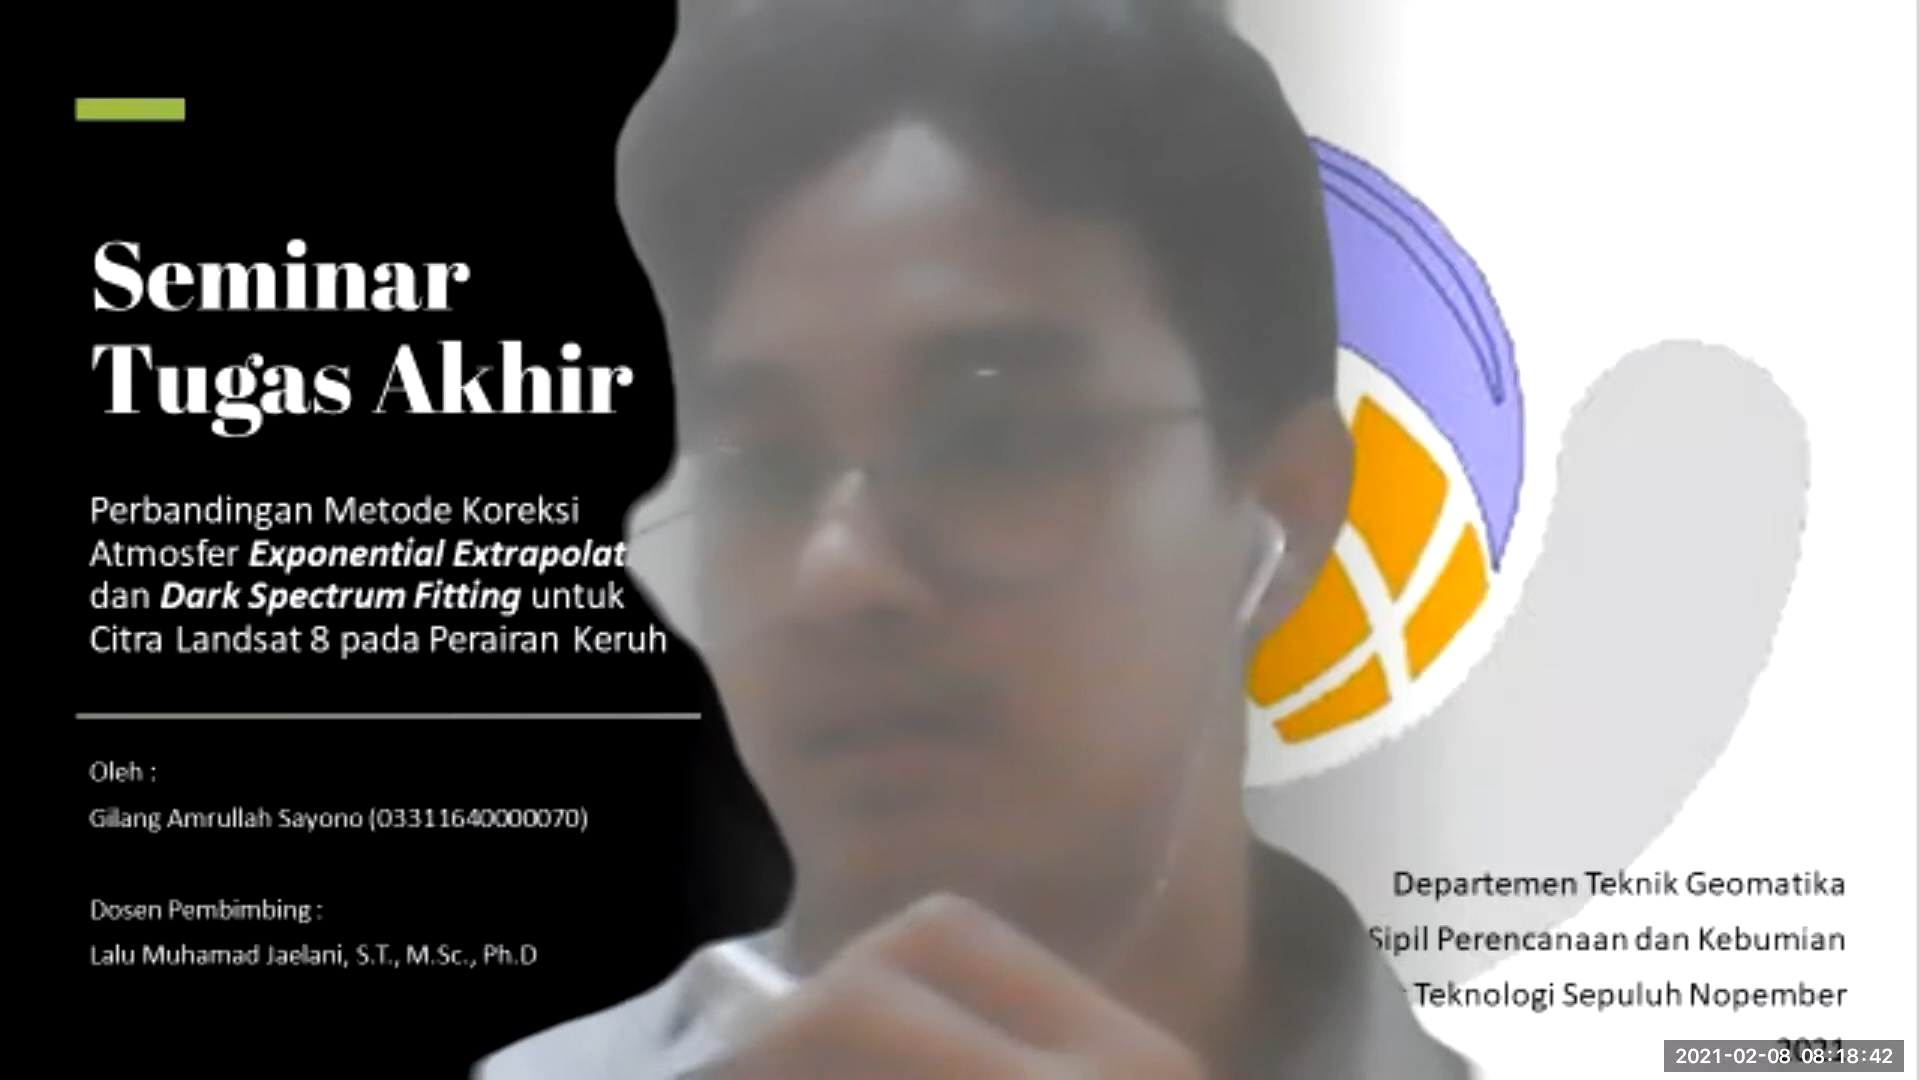 Seminar
Tugas Akhir
Perbandingan Metode Koreksi
Atmosfer Exponential Extrapolat
dan Dark Spectrum Fitting untuk
Citra Landsat 8 pada Perairan Keruh
Oleh :
Gilang Amrullah Sayono (03311640000070)
Dosen Pembimbing :
Lalu Muhamad Jaelani, S.T., M.Sc., Ph.D
Departemen Teknik Geomatika
Sipil Perencanaan dan Kebumian
Teknologi Sepuluh Nopember
2021
2021-02-08 08:18:42